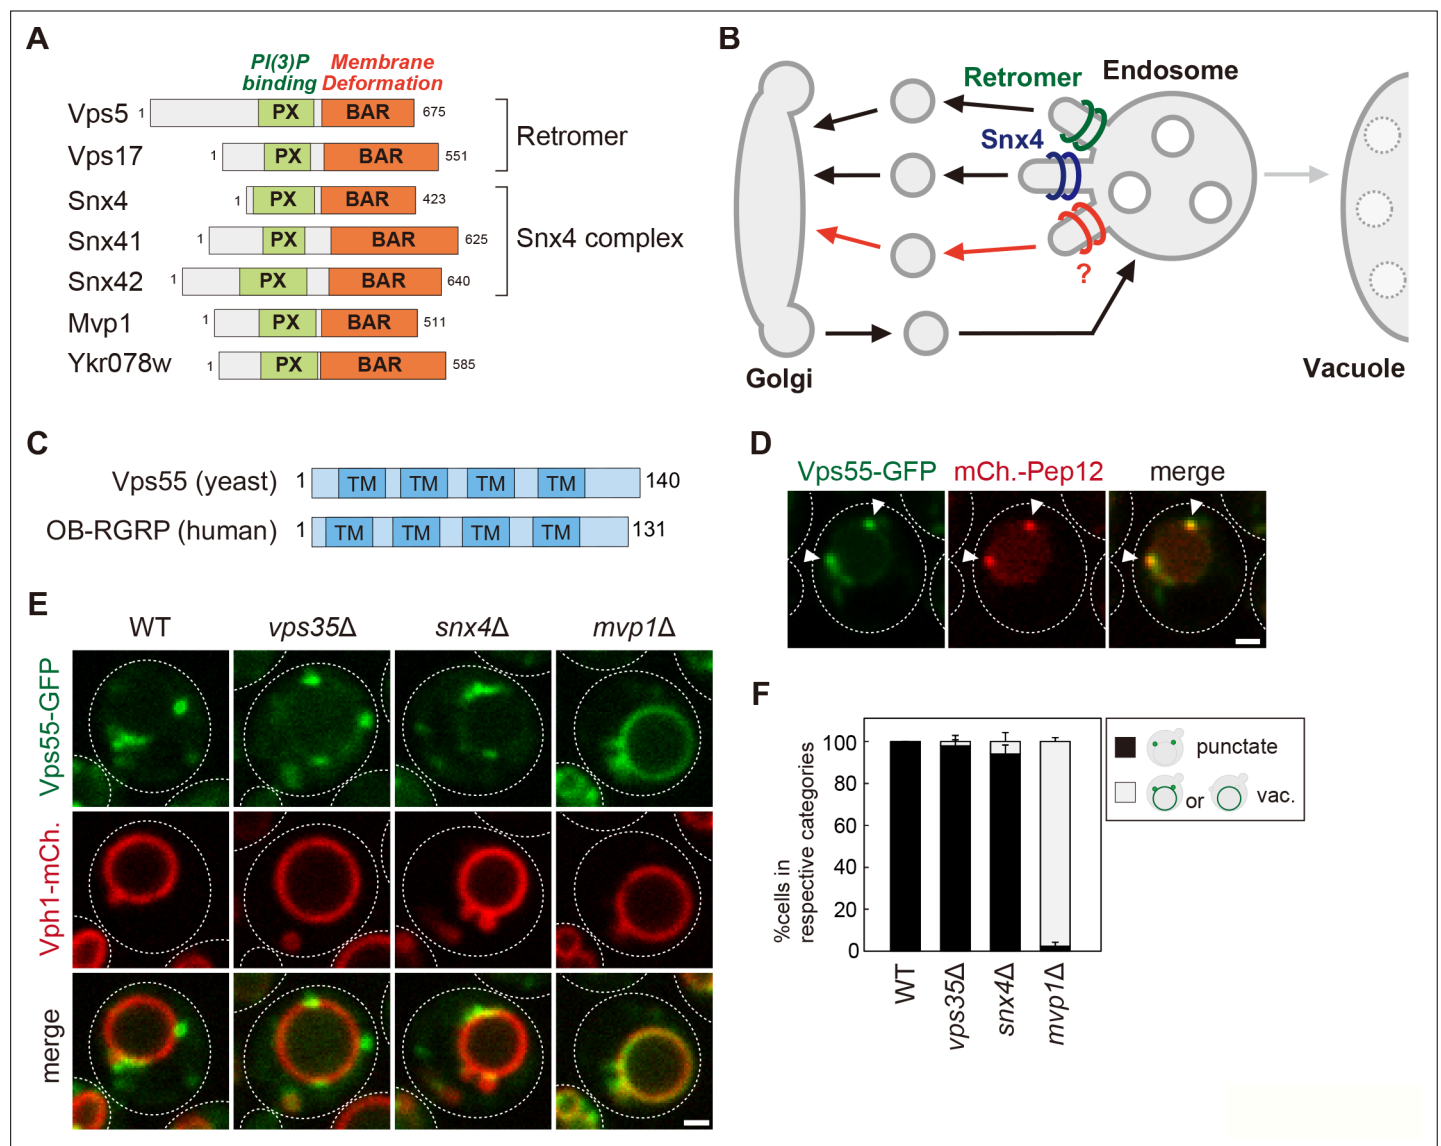 A
PI(3)P Membrane
binding Deformation
Vps5 1 PX BAR 675
Vps17 1 PX BAR 551
Retromer
Snx4 1 PX BAR 423
Snx41 1 PX BAR 625
Snx42 1 PX BAR 640
Snx4 complex
Mvp1 1 PX BAR 511
Ykr078w 1 PX BAR 585
B
Retromer Endosome
Snx4
?
Golgi
Vacuole
C
Vps55 (yeast) 1 TM TM TM TM 140
OB-RGRP (human) 1 TM TM TM TM 131
D
Vps55-GFP mCh.-Pep12 merge
E
WT vps35Δ snx4Δ mvp1Δ
Vps55-GFP
Vph1-mCh.
merge
F
%cells in
respective categories
100
80
60
40
20
0
WT
vps35Δ
snx4Δ
mvp1Δ
punctate
or vac.